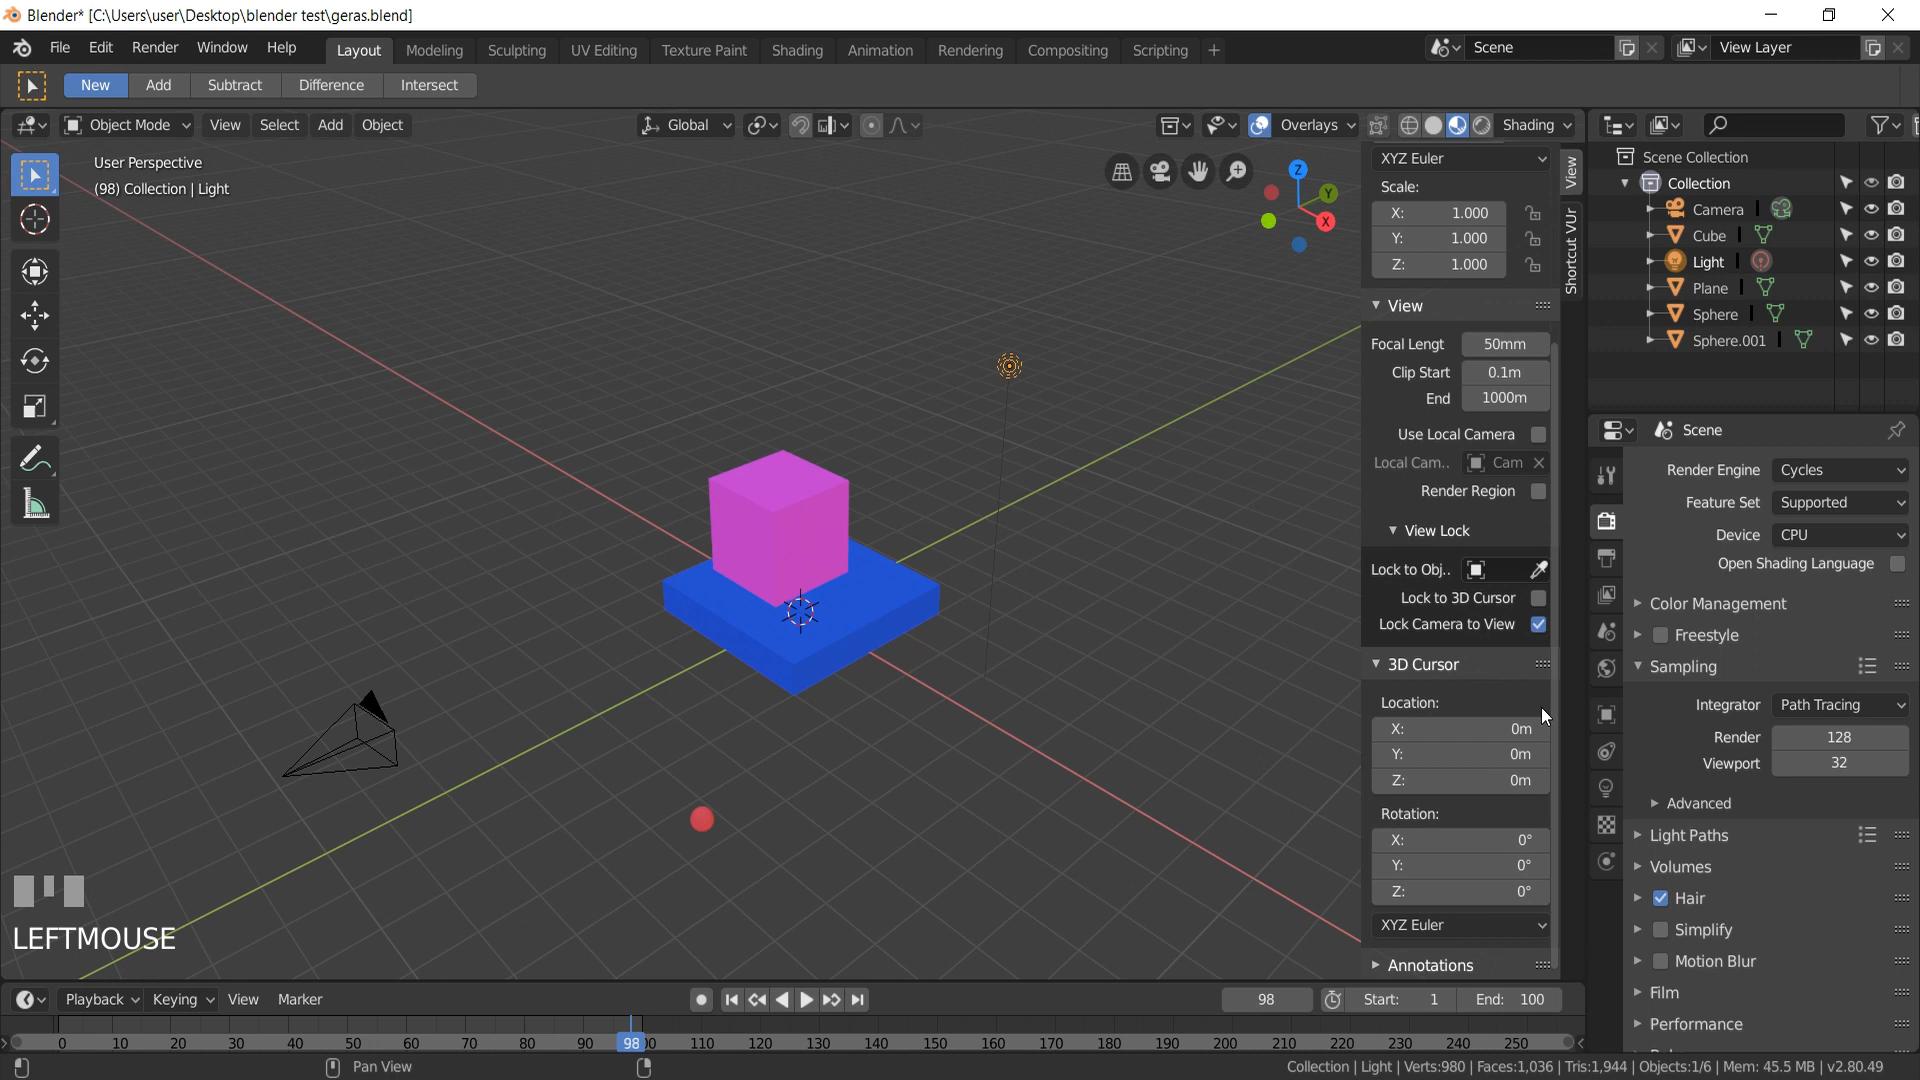 Blender* [C:\Users\user\Desktop\blender test\geras.blend]
File Edit Render Window Help Layout Modeling Sculpting UV Editing Texture Paint Shading Animation Rendering Compositing Scripting + Scene View Layer
New Add Subtract Difference Intersect
Object Mode View Select Add Object Global Overlays Shading
User Perspective
(98) Collection | Light
Z
Y
X
XYZ Euler
Scale:
X: 1.000
Y: 1.000
Z: 1.000
View
Focal Lengt 50mm
Clip Start 0.1m
End 1000m
Use Local Camera
Local Cam.. Cam
Render Region
View Lock
Lock to Obj..
Lock to 3D Cursor
Lock Camera to View
3D Cursor
Location:
X: 0m
Y: 0m
Z: 0m
Rotation:
X: 0°
Y: 0°
Z: 0°
XYZ Euler
Annotations
View
Shortcut VUr
Scene Collection
Collection
Camera
Cube
Light
Plane
Sphere
Sphere.001
Scene
Render Engine Cycles
Feature Set Supported
Device CPU
Open Shading Language
Color Management
Freestyle
Sampling
Integrator Path Tracing
Render 128
Viewport 32
Advanced
Light Paths
Volumes
Hair
Simplify
Motion Blur
Film
Performance
LEFTMOUSE
Playback Keying View Marker 98 Start: 1 End: 100
0 10 20 30 40 50 60 70 80 90 98 110 120 130 140 150 160 170 180 190 200 210 220 230 240 250
Pan View Collection | Light | Verts:980 | Faces:1,036 | Tris:1,944 | Objects:1/6 | Mem: 45.5 MB | v2.80.49